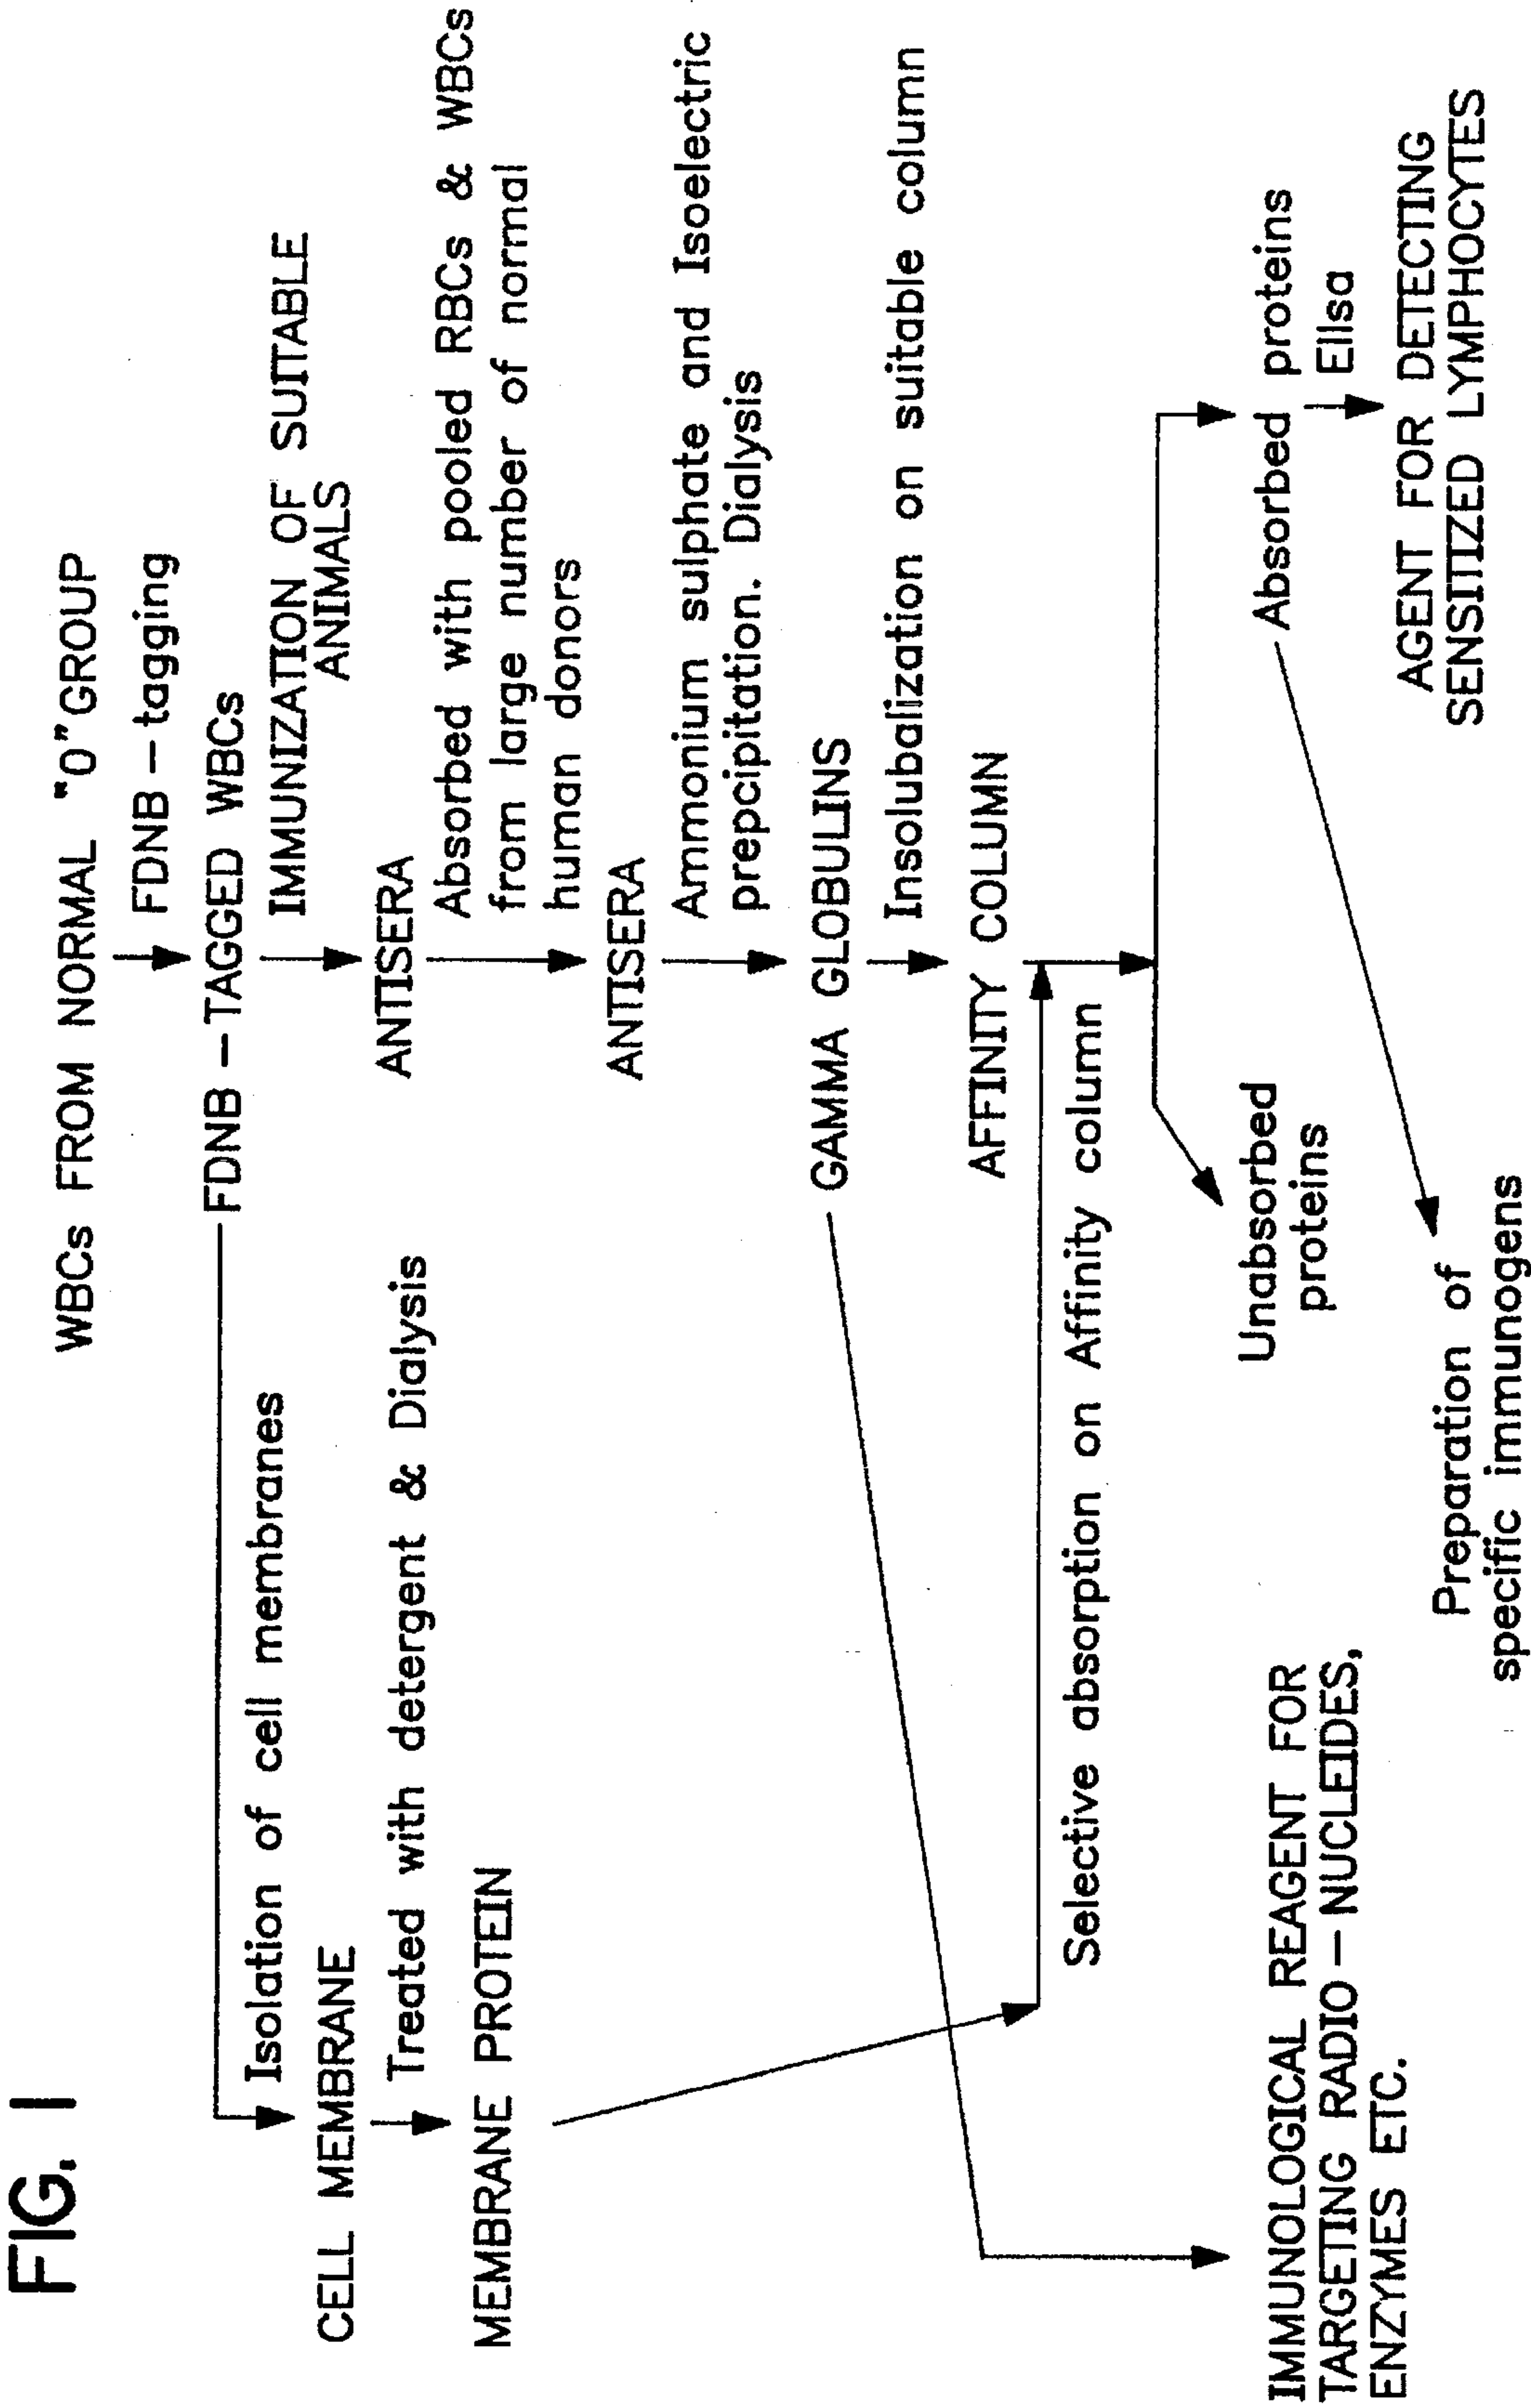 FIG. 1
WBCs FROM NORMAL "O" GROUP
FDNB - tagging
FDNB - TAGGED WBCs
Isolation of cell membranes
IMMUNIZATION OF SUITABLE
ANIMALS
CELL MEMBRANE
ANTISERA
Treated with detergent & Dialysis
Absorbed with pooled RBCs & WBCs
from large number of normal
human donors
MEMBRANE PROTEIN
ANTISERA
Ammonium sulphate and Isoelectric
prepcipitation. Dialysis
GAMMA GLOBULINS
Insolubalization on suitable column
AFFINITY COLUMN
Selective absorption on Affinity column
Unabsorbed
proteins
Absorbed proteins
Elisa
IMMUNOLOGICAL REAGENT FOR
TARGETING RADIO - NUCLEIDES,
ENZYMES ETC.
Preparation of
specific immunogens
AGENT FOR DETECTING
SENSITIZED LYMPHOCYTES